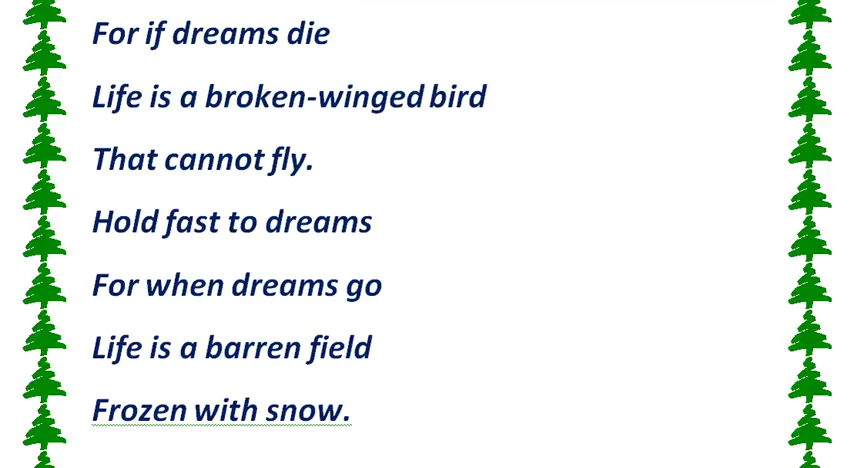 For if dreams die
Life is a broken-winged bird
That cannot fly.
Hold fast to dreams
For when dreams go
Life is a barren field
Frozen with snow.